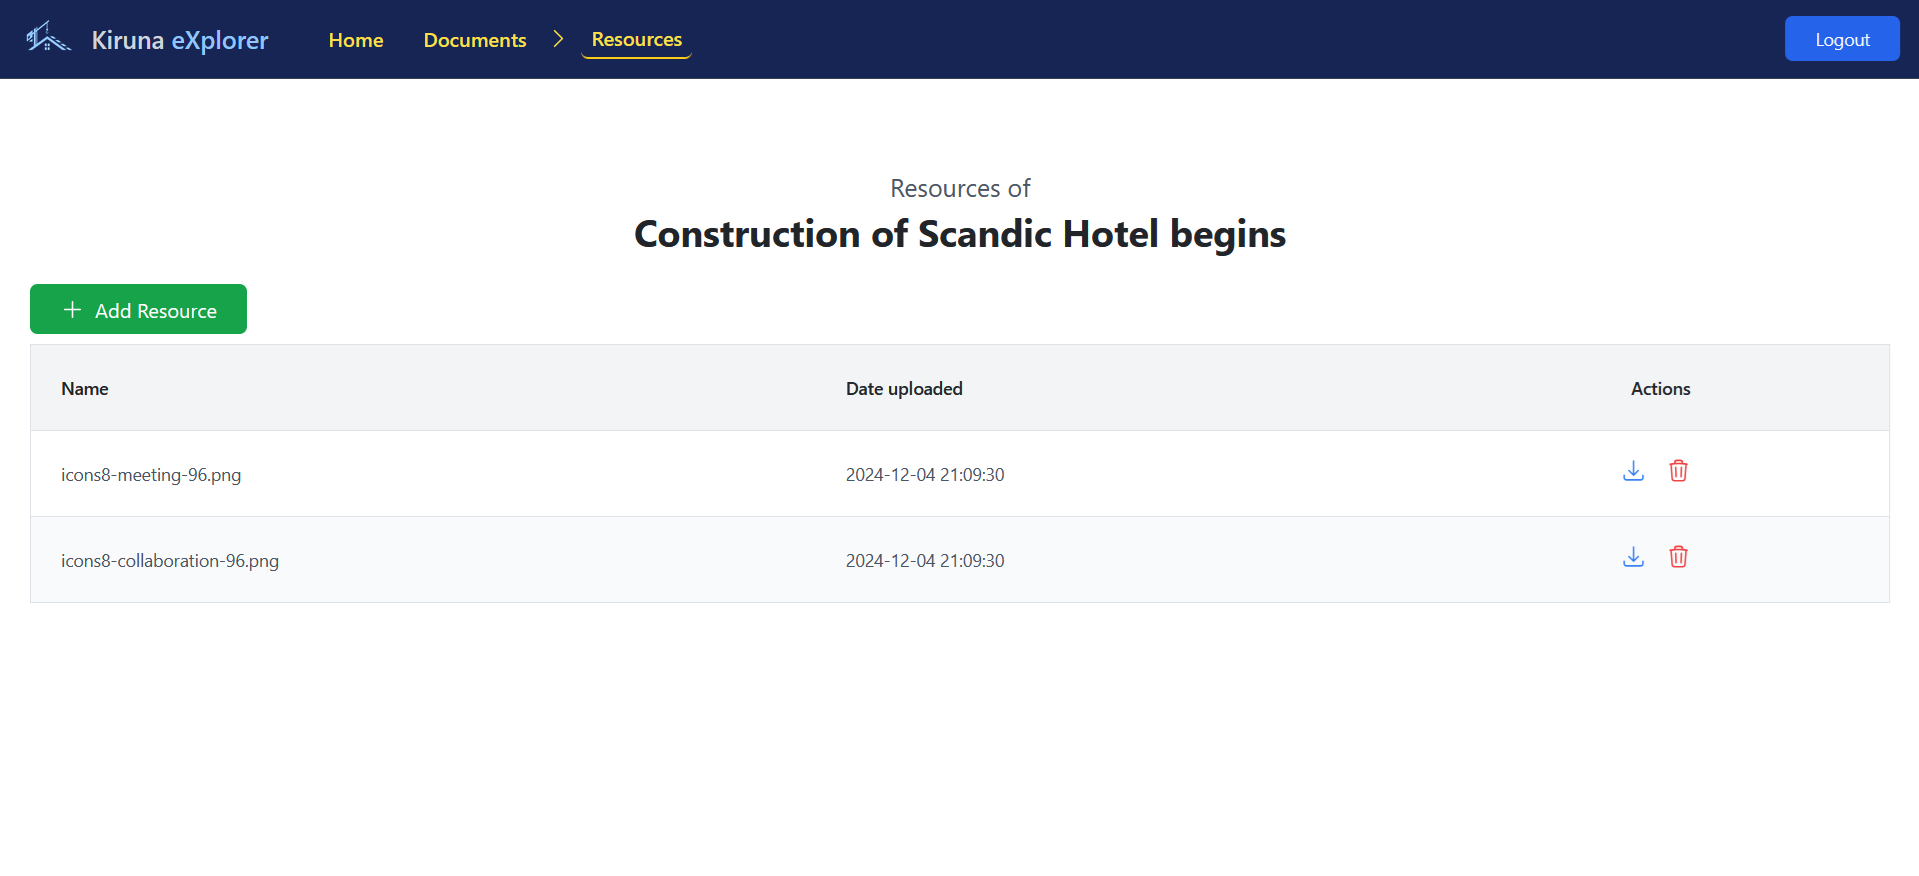 Kiruna eXplorer Home Documents > Resources Logout
Resources of
Construction of Scandic Hotel begins
+ Add Resource
Name Date uploaded Actions
icons8-meeting-96.png 2024-12-04 21:09:30
icons8-collaboration-96.png 2024-12-04 21:09:30